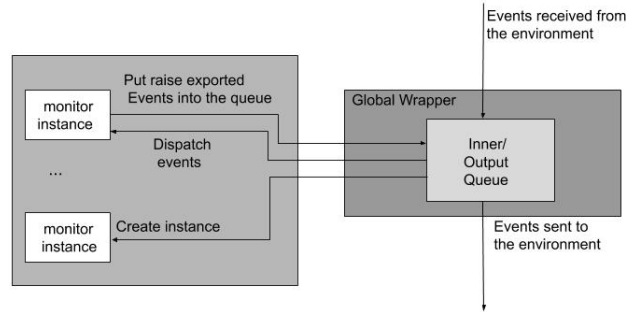 Events received from
the environment
Put raise exported
Events into the queue
monitor
instance
Global Wrapper
Dispatch
events
Inner/
Output
Queue
...
monitor
instance
Create instance
Events sent to
the environment